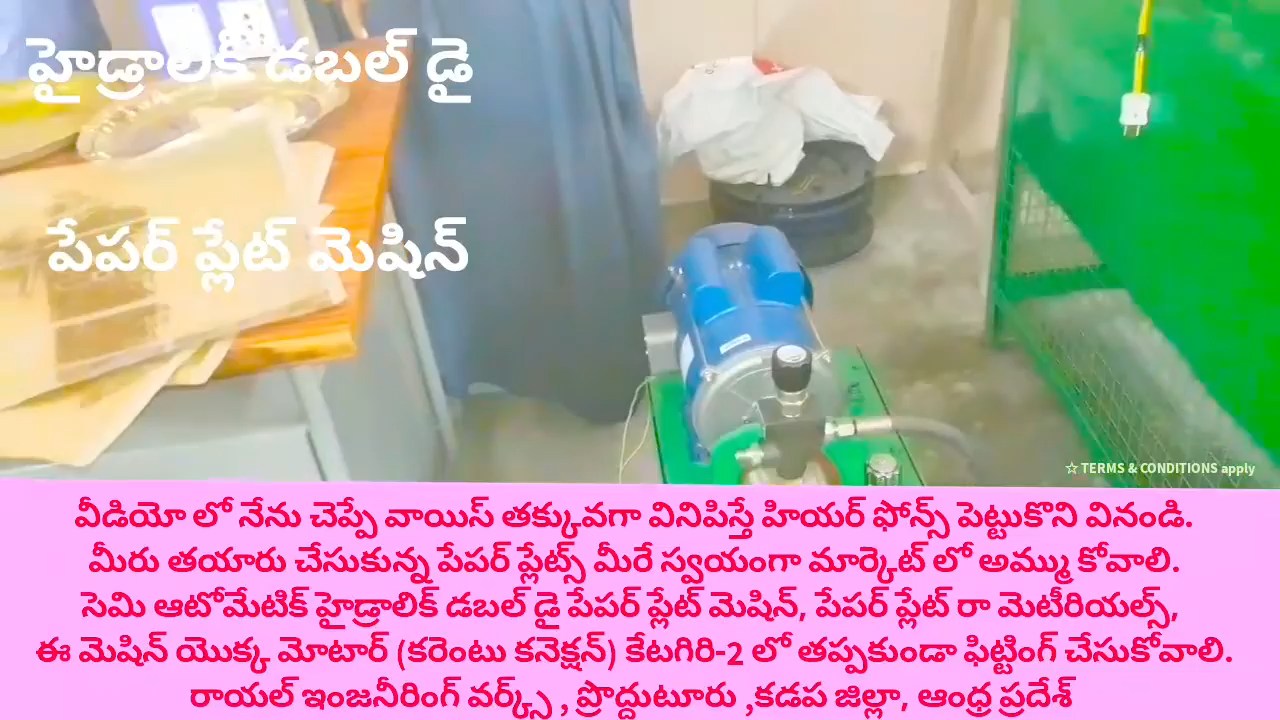 హైడ్రాలిక్ డబల్ డై
పేపర్ ప్లేట్ మెషిన్
☆ TERMS & CONDITIONS apply
వీడియో లో నేను చెప్పే వాయిస్ తక్కువగా వినిపిస్తే హియర్ ఫోన్స్ పెట్టుకొని వినండి.
మీరు తయారు చేసుకున్న పేపర్ ప్లేట్స్ మీరే స్వయంగా మార్కెట్ లో అమ్ము కోవాలి.
సెమి ఆటోమేటిక్ హైడ్రాలిక్ డబల్ డై పేపర్ ప్లేట్ మెషిన్, పేపర్ ప్లేట్ రా మెటీరియల్స్,
ఈ మెషిన్ యొక్క మోటార్ (కరెంటు కనెక్షన్) కేటగిరి-2 లో తప్పకుండా ఫిట్టింగ్ చేసుకోవాలి.
రాయల్ ఇంజనీరింగ్ వర్క్స్ , ప్రొద్దుటూరు ,కడప జిల్లా, ఆంధ్ర ప్రదేశ్